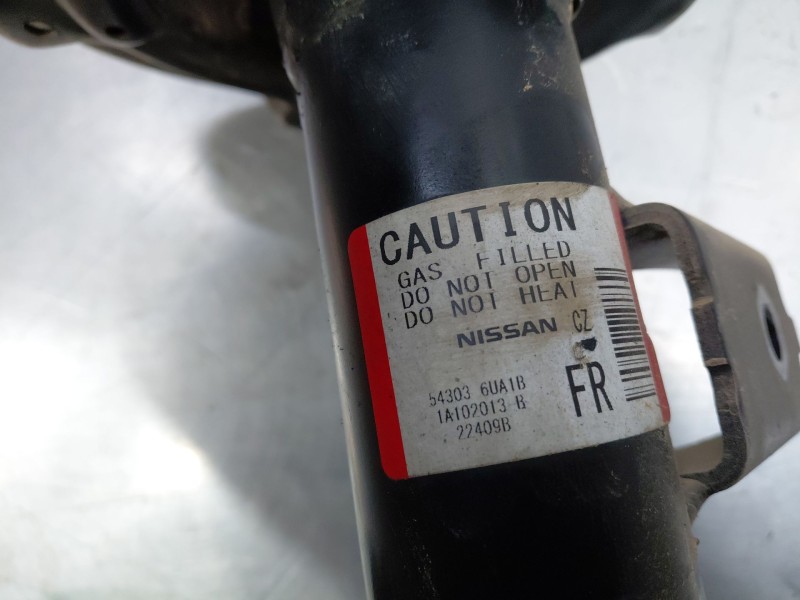 CAUTION
GAS FILLED
DO NOT OPEN
DO NOT HEAT
NISSAN CZ
54303 6UA1B
1A102013 B
22409B
FR